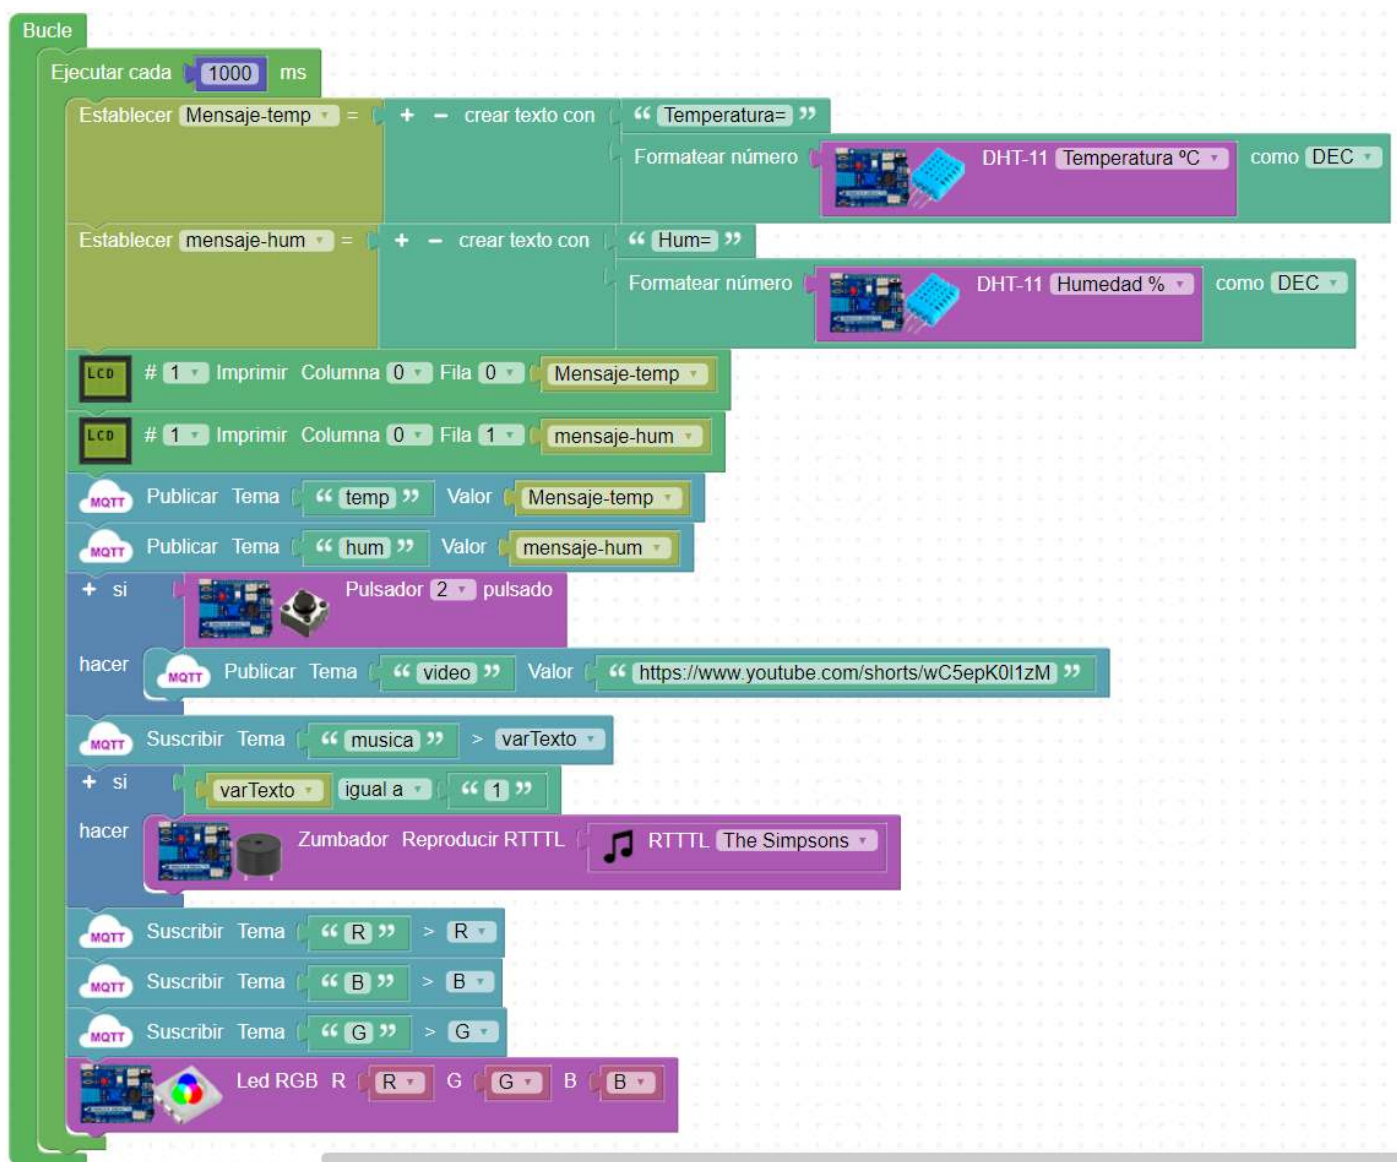 Bucle
Ejecutar cada 1000 ms
Establecer Mensaje-temp = + − crear texto con “ Temperatura= ”
Formatear número DHT-11 Temperatura ºC como DEC
Establecer mensaje-hum = + − crear texto con “ Hum= ”
Formatear número DHT-11 Humedad % como DEC
LCD # 1 Imprimir Columna 0 Fila 0 Mensaje-temp
LCD # 1 Imprimir Columna 0 Fila 1 mensaje-hum
MQTT Publicar Tema “ temp ” Valor Mensaje-temp
MQTT Publicar Tema “ hum ” Valor mensaje-hum
+ si Pulsador 2 pulsado
hacer MQTT Publicar Tema “ video ” Valor “ https://www.youtube.com/shorts/wC5epK0I1zM ”
MQTT Suscribir Tema “ musica ” > varTexto
+ si varTexto igual a “ 1 ”
hacer Zumbador Reproducir RTTTL RTTTL The Simpsons
MQTT Suscribir Tema “ R ” > R
MQTT Suscribir Tema “ B ” > B
MQTT Suscribir Tema “ G ” > G
Led RGB R R G G B B